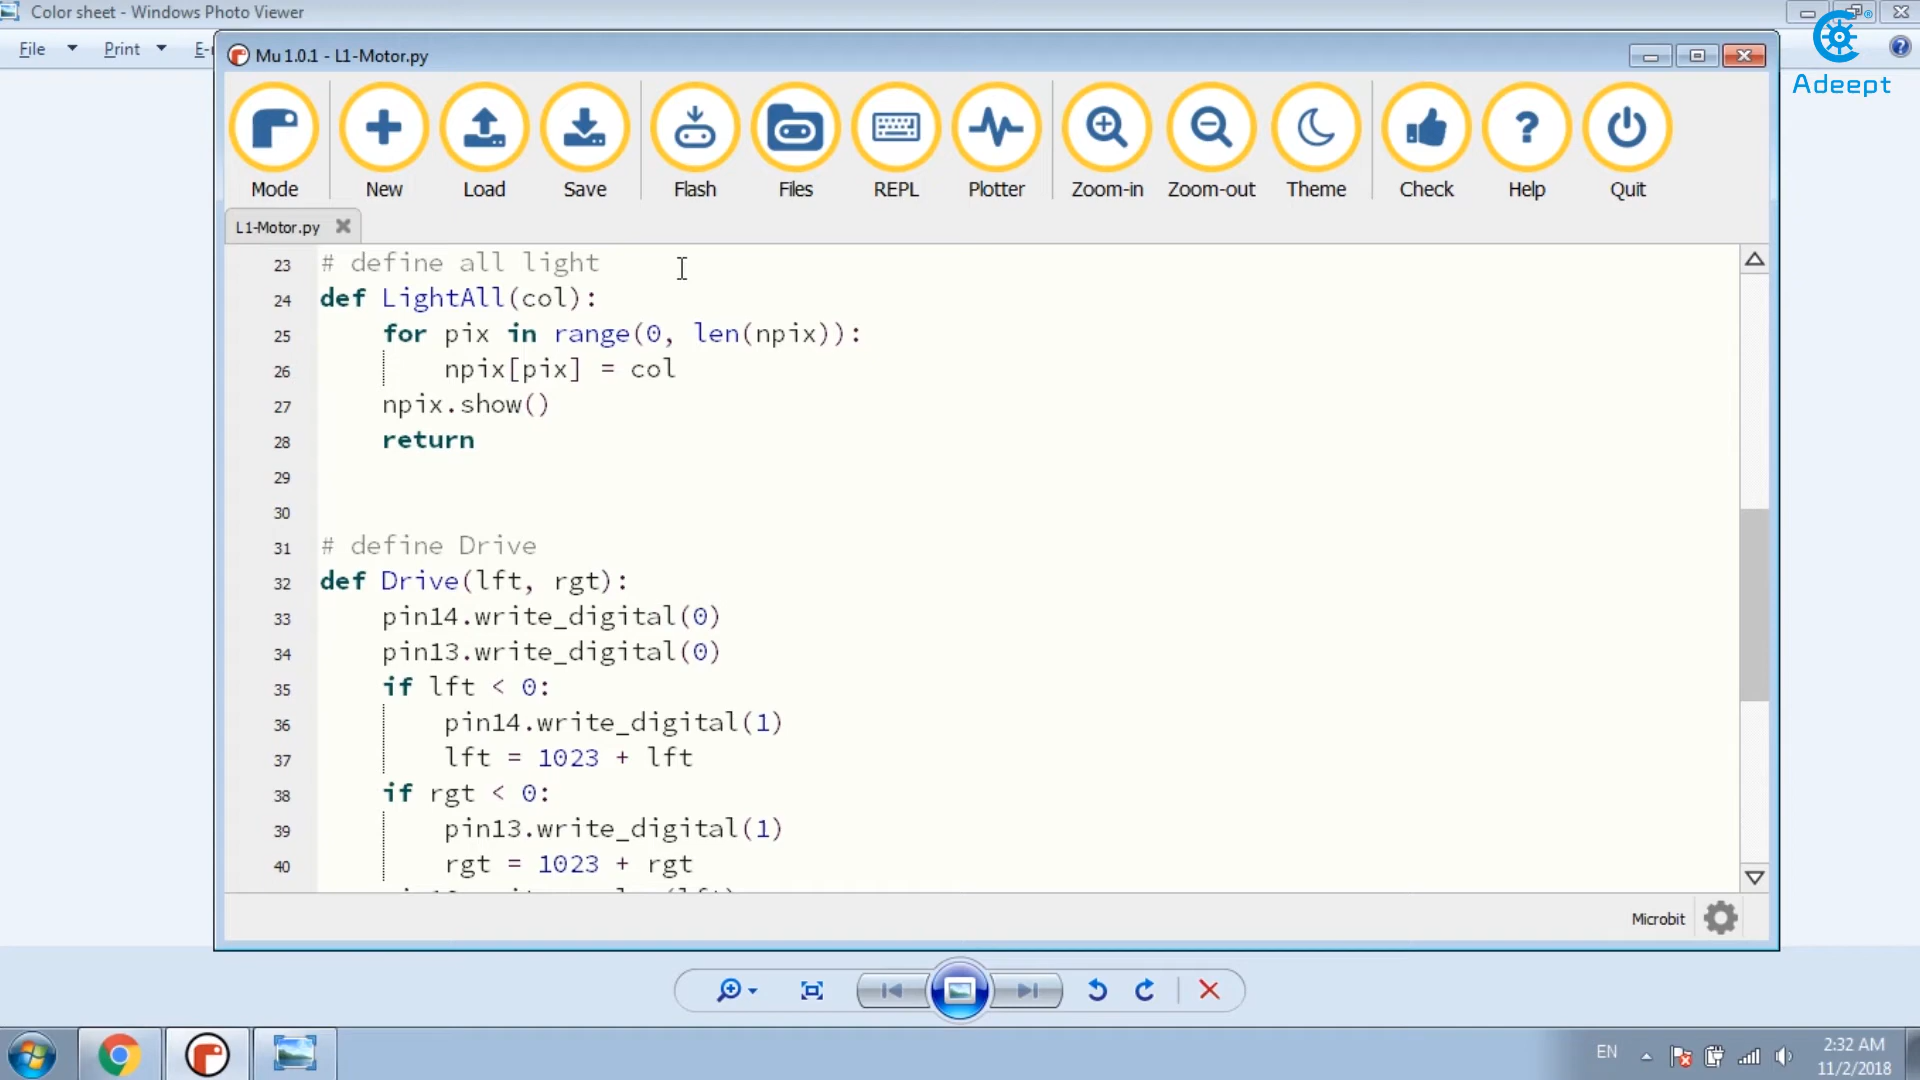 Color sheet - Windows Photo Viewer
File Print
Adeept
Mu 1.0.1 - L1-Motor.py
Mode New Load Save Flash Files REPL Plotter Zoom-in Zoom-out Theme Check Help Quit
L1-Motor.py
23 # define all light
24 def LightAll(col):
25 for pix in range(0, len(npix)):
26 npix[pix] = col
27 npix.show()
28 return
29
30
31 # define Drive
32 def Drive(lft, rgt):
33 pin14.write_digital(0)
34 pin13.write_digital(0)
35 if lft < 0:
36 pin14.write_digital(1)
37 lft = 1023 + lft
38 if rgt < 0:
39 pin13.write_digital(1)
40 rgt = 1023 + rgt
Microbit
EN
2:32 AM
11/2/2018